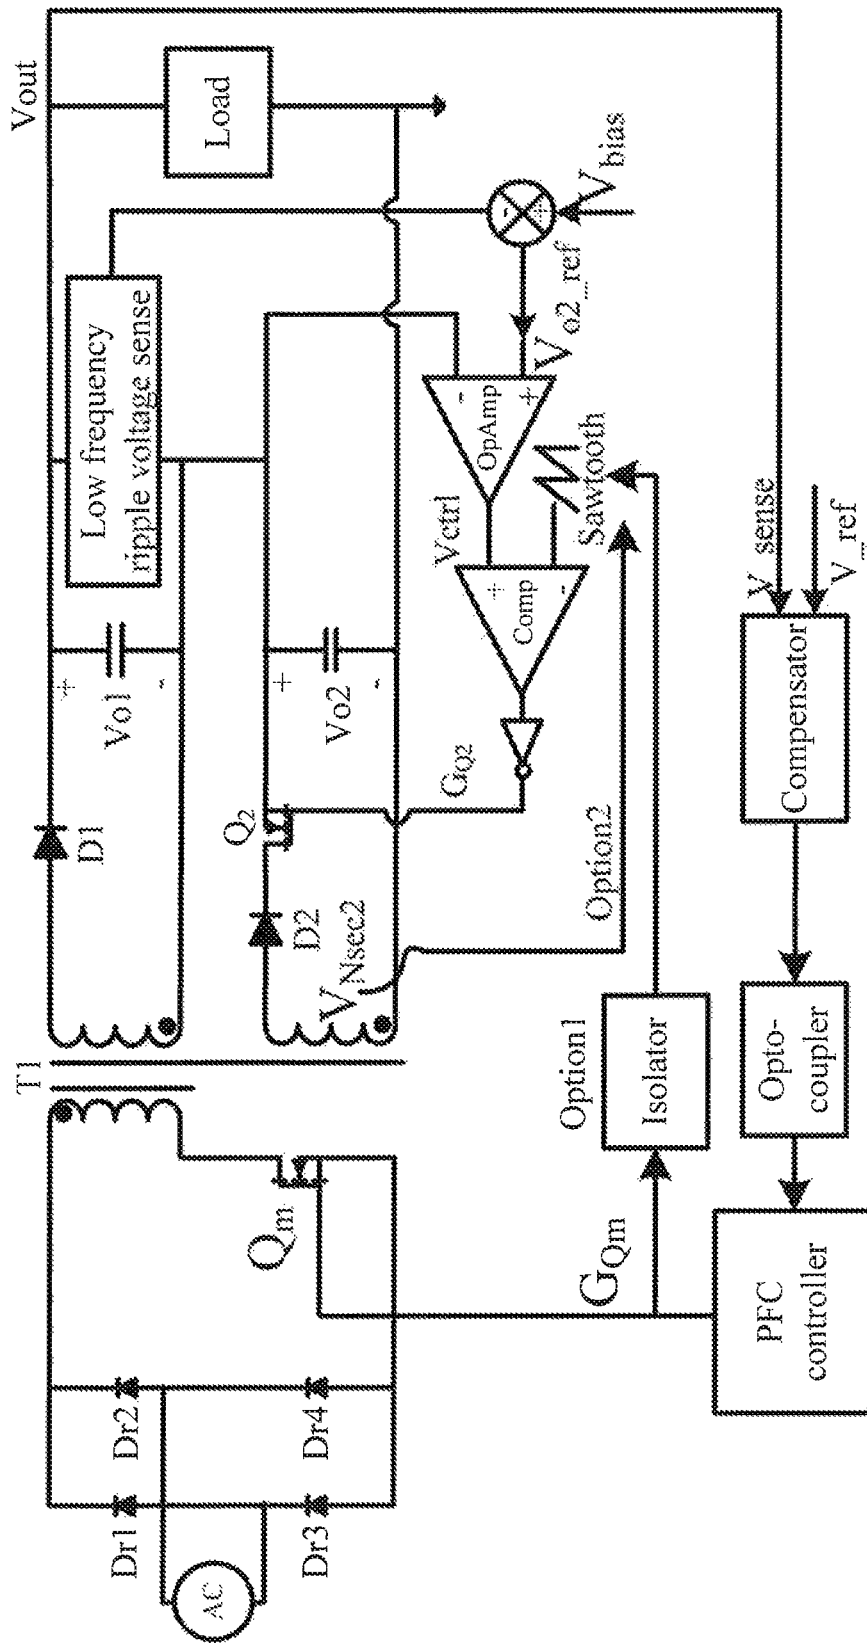 AC
Dr1
Dr2
Dr3
Dr4
T1
Qm
GQm
PFC
controller
Option1
Isolator
Opto-
coupler
D1
D2
VNsec2
Q2
GQ2
Option2
+
Vo1
-
+
Vo2
-
Low frequency
ripple voltage sense
Vout
Load
-
+
Vbias
Vo2_ref
-
+
OpAmp
Vctrl
Sawtooth
+
-
Comp
V_sense
V_ref
Compensator